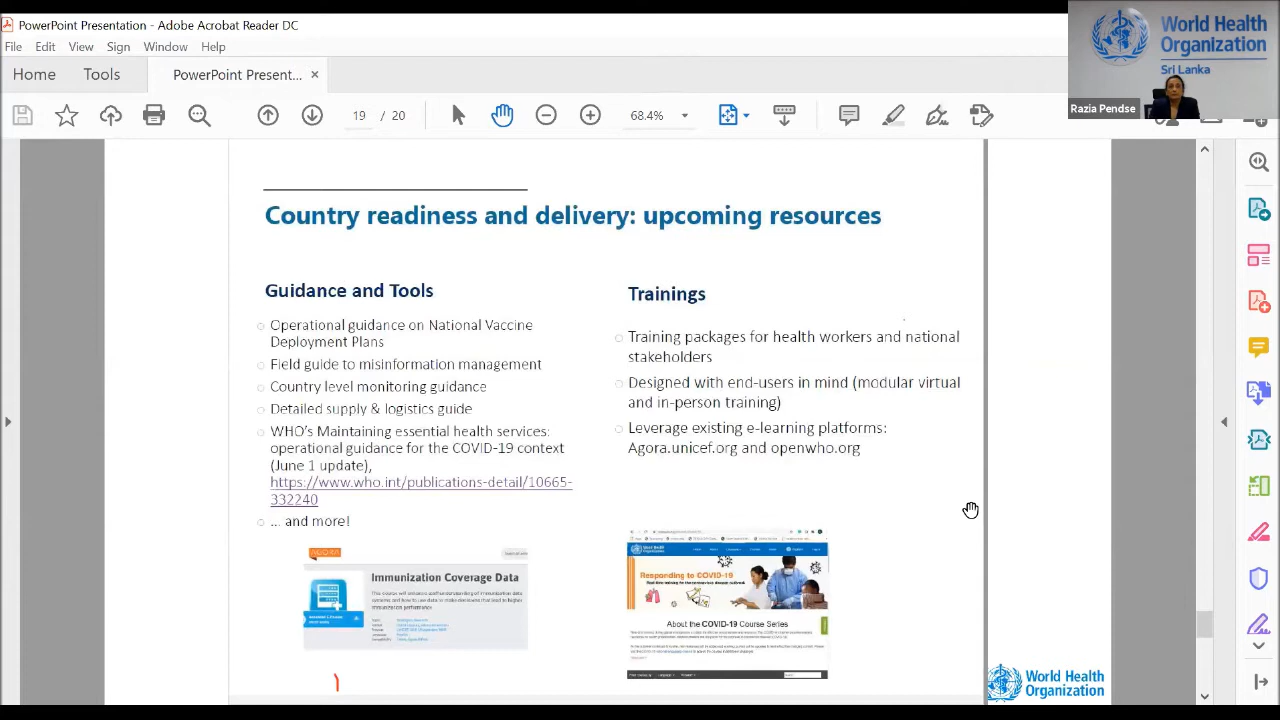 PowerPoint Presentation - Adobe Acrobat Reader DC
File Edit View Sign Window Help
Home Tools PowerPoint Present... ×
19 / 20 68.4%
World Health
Organization
Sri Lanka
Razia Pendse
Country readiness and delivery: upcoming resources
Guidance and Tools
Operational guidance on National Vaccine
Deployment Plans
Field guide to misinformation management
Country level monitoring guidance
Detailed supply & logistics guide
WHO's Maintaining essential health services:
operational guidance for the COVID-19 context
(June 1 update),
https://www.who.int/publications-detail/10665-
332240
... and more!
Trainings
Training packages for health workers and national
stakeholders
Designed with end-users in mind (modular virtual
and in-person training)
Leverage existing e-learning platforms:
Agora.unicef.org and openwho.org
AGORA
Immunization Coverage Data
World Health
Organization
Responding to COVID-19
About the COVID-19 Course Series
World Health
Organization